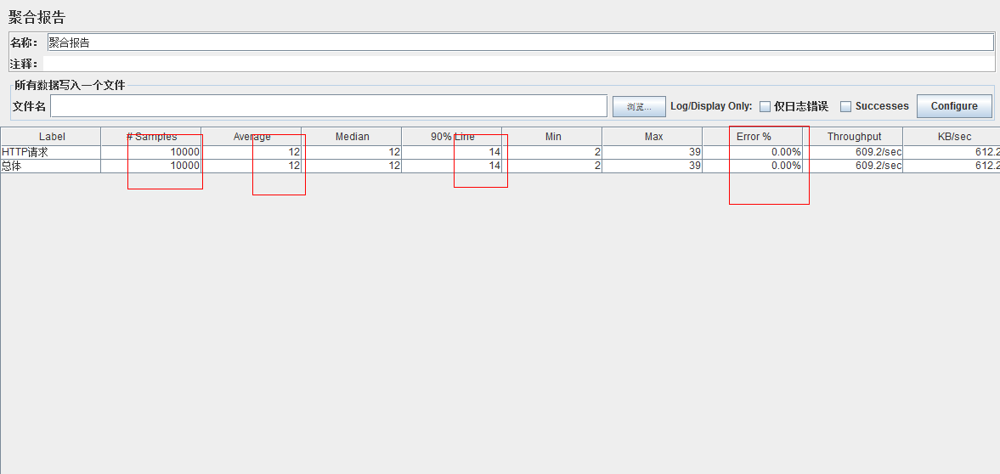 聚合报告
名称： 聚合报告
注释：
所有数据写入一个文件
文件名 浏览... Log/Display Only: 仅日志错误 Successes Configure
Label # Samples Average Median 90% Line Min Max Error % Throughput KB/sec
HTTP请求 10000 12 12 14 2 39 0.00% 609.2/sec 612.2
总体 10000 12 12 14 2 39 0.00% 609.2/sec 612.2